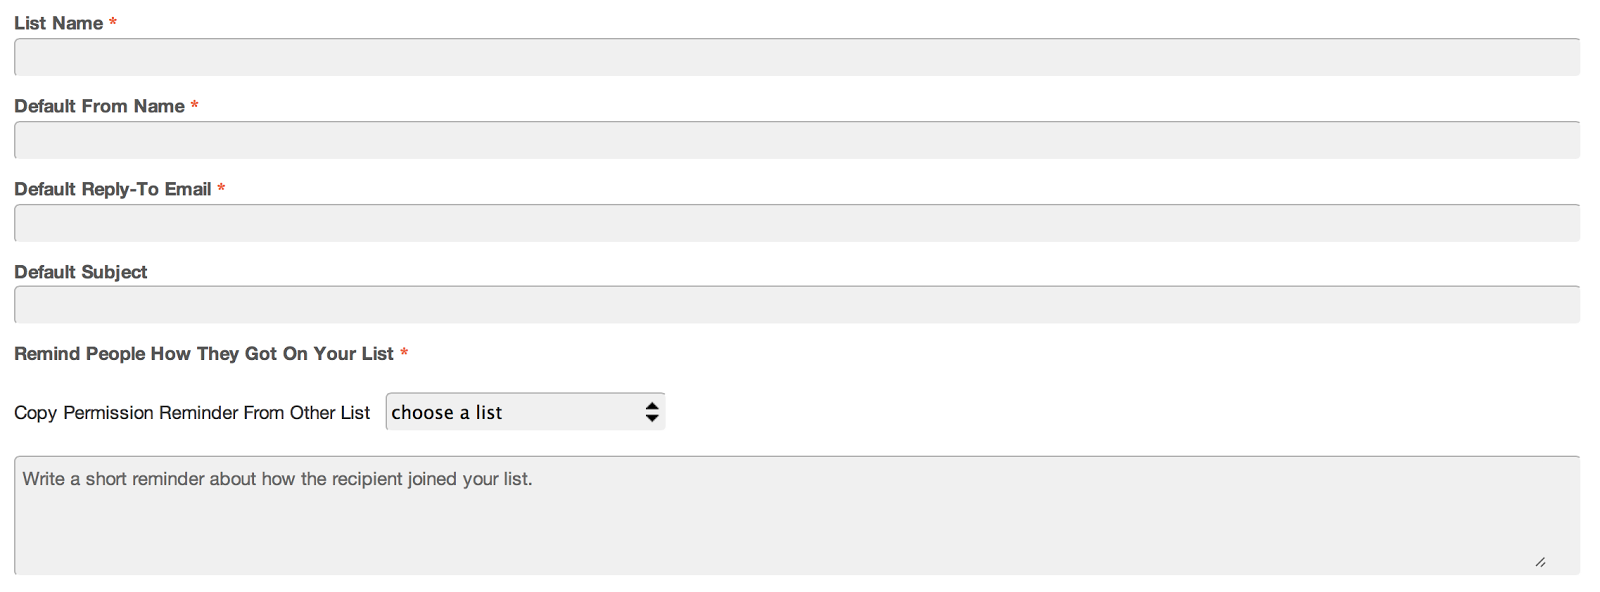 List Name *
Default From Name *
Default Reply-To Email *
Default Subject
Remind People How They Got On Your List *
Copy Permission Reminder From Other List choose a list
Write a short reminder about how the recipient joined your list.